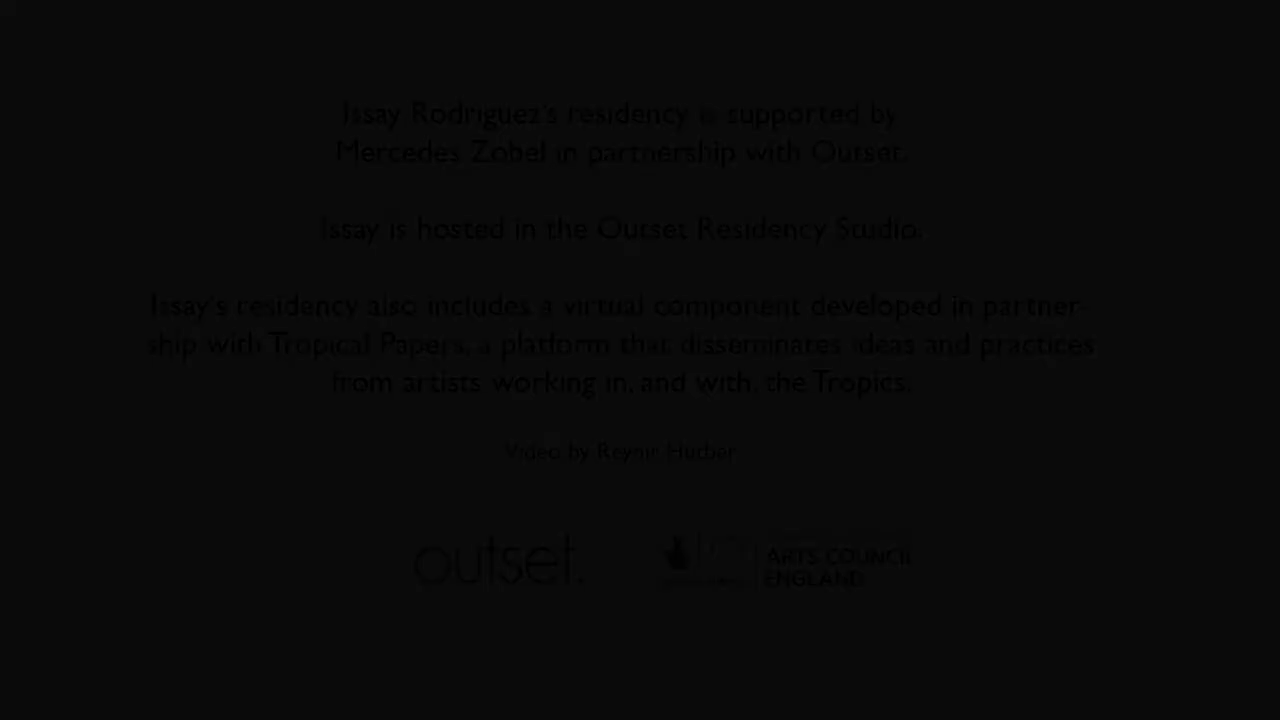 Issay Rodriguez's residency is supported by
Mercedes Zobel in partnership with Outset.
Issay is hosted in the Outset Residency Studio.
Issay's residency also includes a virtual component developed in partner-
ship with Tropical Papers, a platform that disseminates ideas and practices
from artists working in, and with, the Tropics.
Video by
outset.
ARTS COUNCIL
ENGLAND